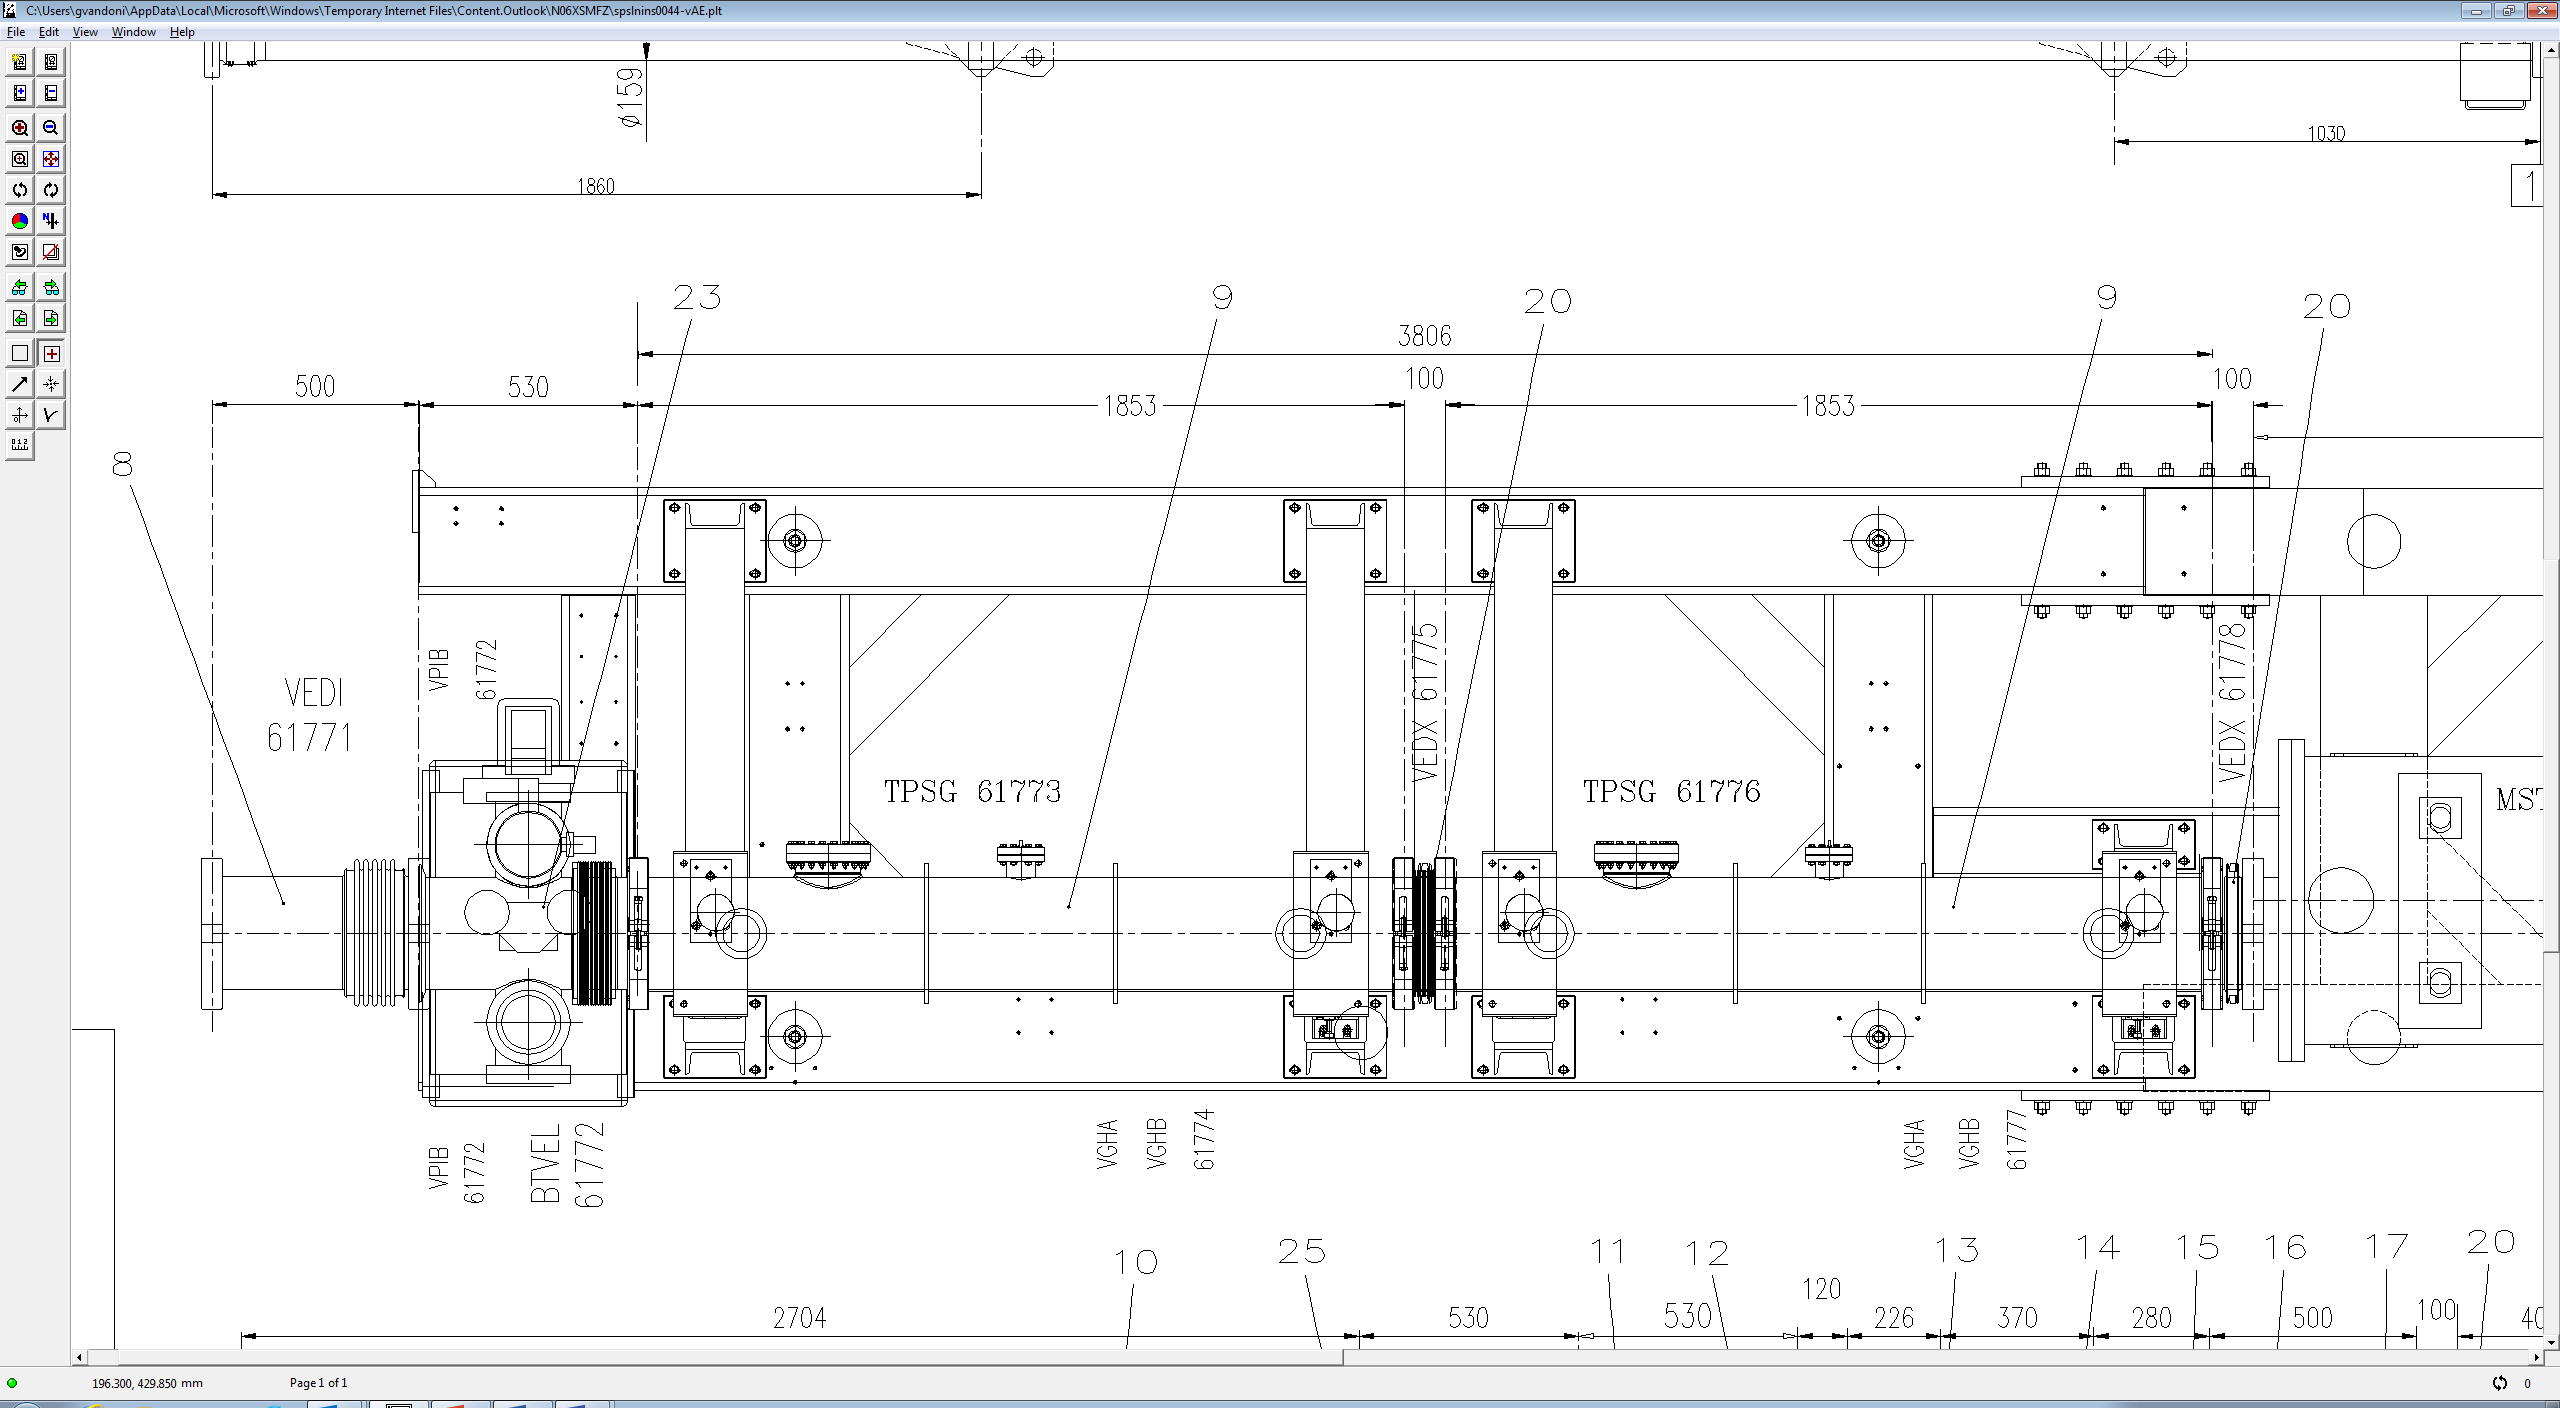 C:\Users\gvandoni\AppData\Local\Microsoft\Windows\Temporary Internet Files\Content.Outlook\N06XSMFZ\spslnins0044-vAE.plt
File Edit View Window Help
ø159
1860
1030
1
23
9
20
9
20
3806
500
530
1853
100
1853
100
8
VPIB
61772
VEDI
61771
VEDX 61775
VEDX 61778
TPSG 61773
TPSG 61776
MST
VPIB
61772
BTVEL
61772
VGHA
VGHB
61774
VGHA
VGHB
61777
10
25
11
12
13
14
15
16
17
20
2704
530
530
120
226
370
280
500
100
40
196.300, 429.850 mm
Page 1 of 1
0